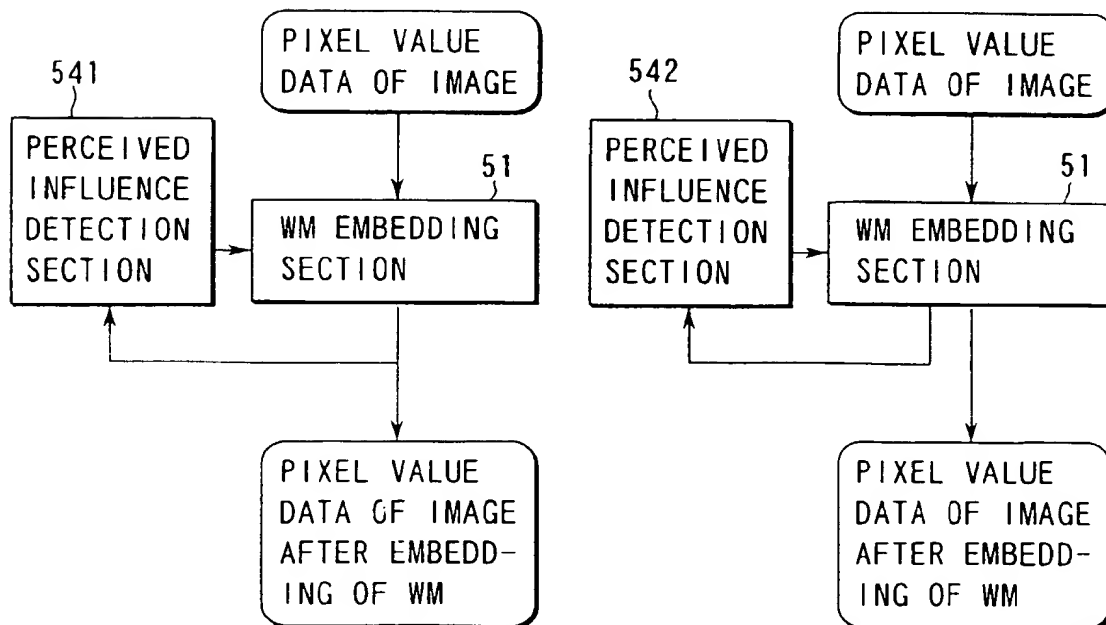 PIXEL VALUE
DATA OF IMAGE
541
PERCEIVED
INFLUENCE
DETECTION
SECTION
51
WM EMBEDDING
SECTION
PIXEL VALUE
DATA OF IMAGE
AFTER EMBEDD-
ING OF WM
PIXEL VALUE
DATA OF IMAGE
542
PERCEIVED
INFLUENCE
DETECTION
SECTION
51
WM EMBEDDING
SECTION
PIXEL VALUE
DATA OF IMAGE
AFTER EMBEDD-
ING OF WM